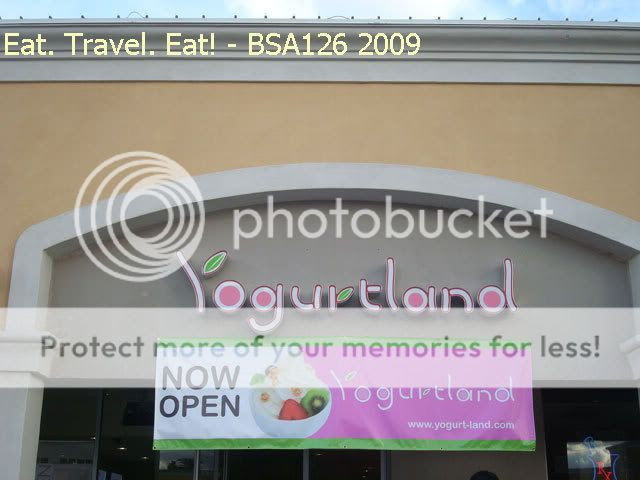 Eat. Travel. Eat! - BSA126 2009
photobucket
Yogurtland
Protect more of your memories for less!
NOW
OPEN
Yogurtland
www.yogurt-land.com